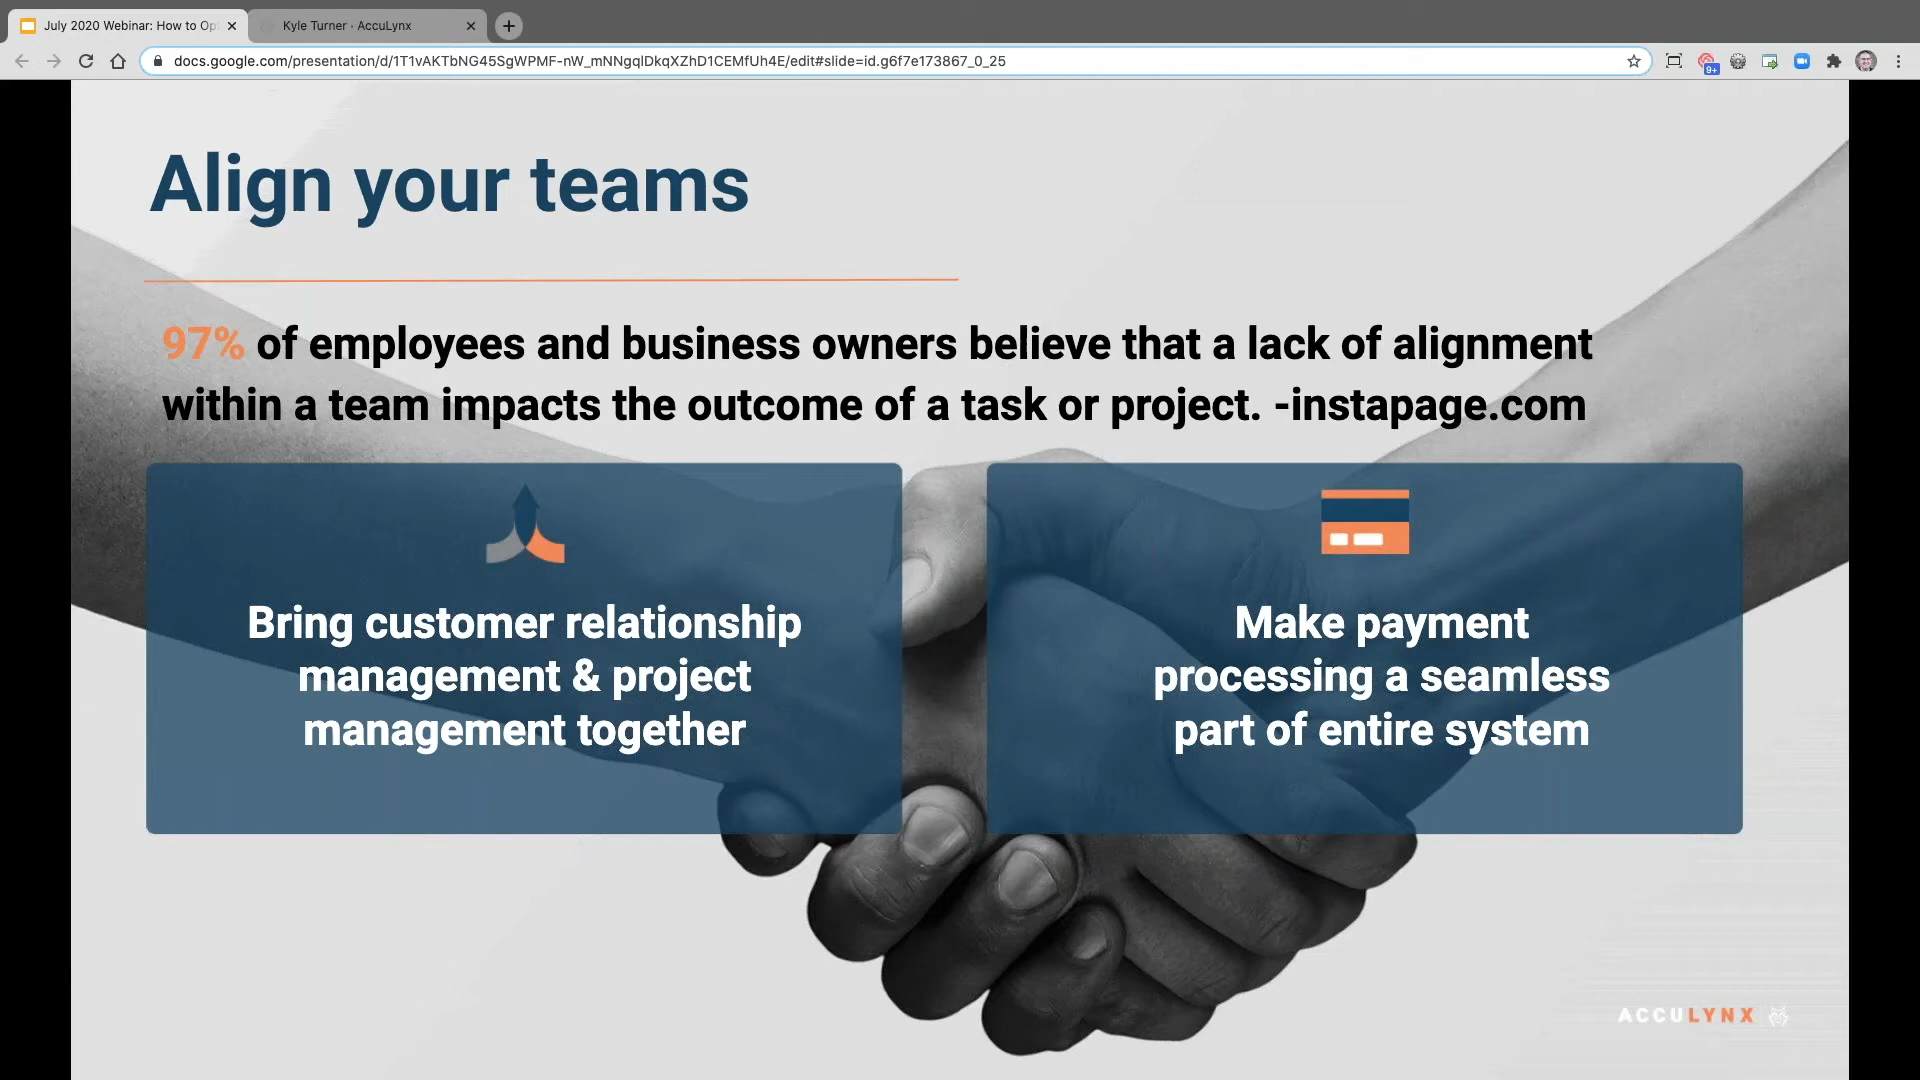 July 2020 Webinar: How to Op
Kyle Turner · AccuLynx
docs.google.com/presentation/d/1T1vAKTbNG45SgWPMF-nW_mNNgqlDkqXZhD1CEMfUh4E/edit#slide=id.g6f7e173867_0_25
9+
Align your teams
97% of employees and business owners believe that a lack of alignment
within a team impacts the outcome of a task or project. -instapage.com
Bring customer relationship
management & project
management together
Make payment
processing a seamless
part of entire system
ACCULYNX